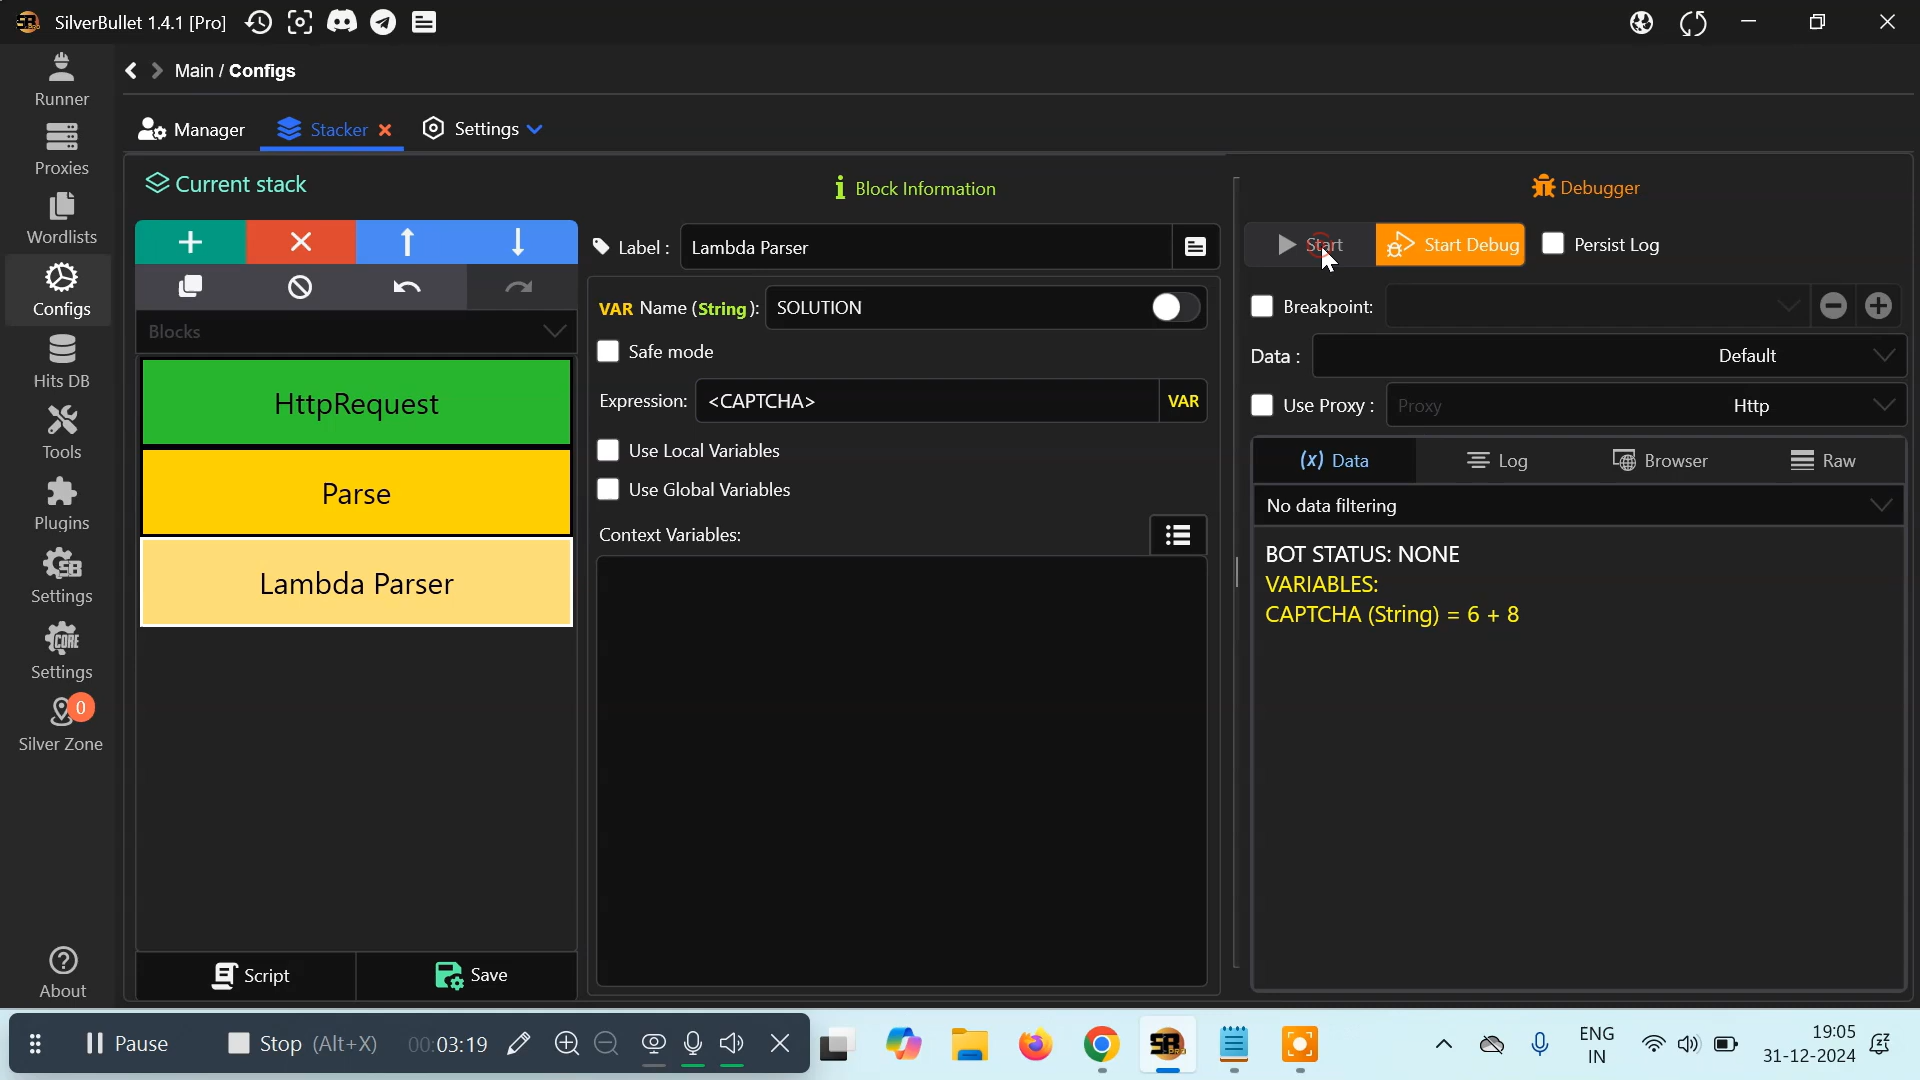 SilverBullet 1.4.1 [Pro]
Main / Configs
Runner
Proxies
Wordlists
Configs
Hits DB
Tools
Plugins
Settings
Settings
0
Silver Zone
About
Manager
Stacker
Settings
Current stack
Blocks
HttpRequest
Parse
Lambda Parser
Script
Save
Block Information
Label :
Lambda Parser
VAR Name (String):
SOLUTION
Safe mode
Expression:
<CAPTCHA>
VAR
Use Local Variables
Use Global Variables
Context Variables:
Debugger
Start
Start Debug
Persist Log
Breakpoint:
Data :
Default
Use Proxy :
Proxy
Http
(x) Data
Log
Browser
Raw
No data filtering
BOT STATUS: NONE
VARIABLES:
CAPTCHA (String) = 6 + 8
Pause
Stop (Alt+X)
00:03:19
ENG
IN
19:05
31-12-2024